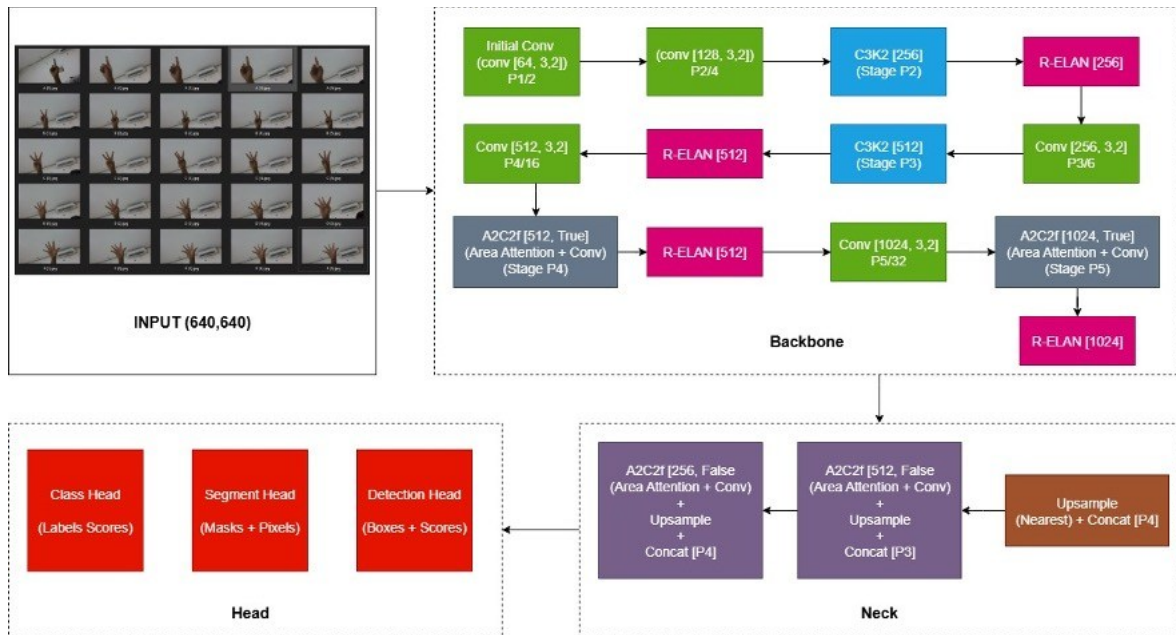 INPUT (640,640)
Initial Conv
(conv [64, 3,2])
P1/2
(conv [128, 3,2])
P2/4
C3K2 [256]
(Stage P2)
R-ELAN [256]
Conv [256, 3,2]
P3/6
C3K2 [512]
(Stage P3)
R-ELAN [512]
Conv [512, 3,2]
P4/16
A2C2f [512, True]
(Area Attention + Conv)
(Stage P4)
R-ELAN [512]
Conv [1024, 3,2]
P5/32
A2C2f [1024, True]
(Area Attention + Conv)
(Stage P5)
R-ELAN [1024]
Backbone
Upsample
(Nearest) + Concat [P4]
A2C2f [512, False
(Area Attention + Conv)
+
Upsample
+
Concat [P3]
A2C2f [256, False
(Area Attention + Conv)
+
Upsample
+
Concat [P4]
Neck
Class Head
(Labels Scores)
Segment Head
(Masks + Pixels)
Detection Head
(Boxes + Scores)
Head